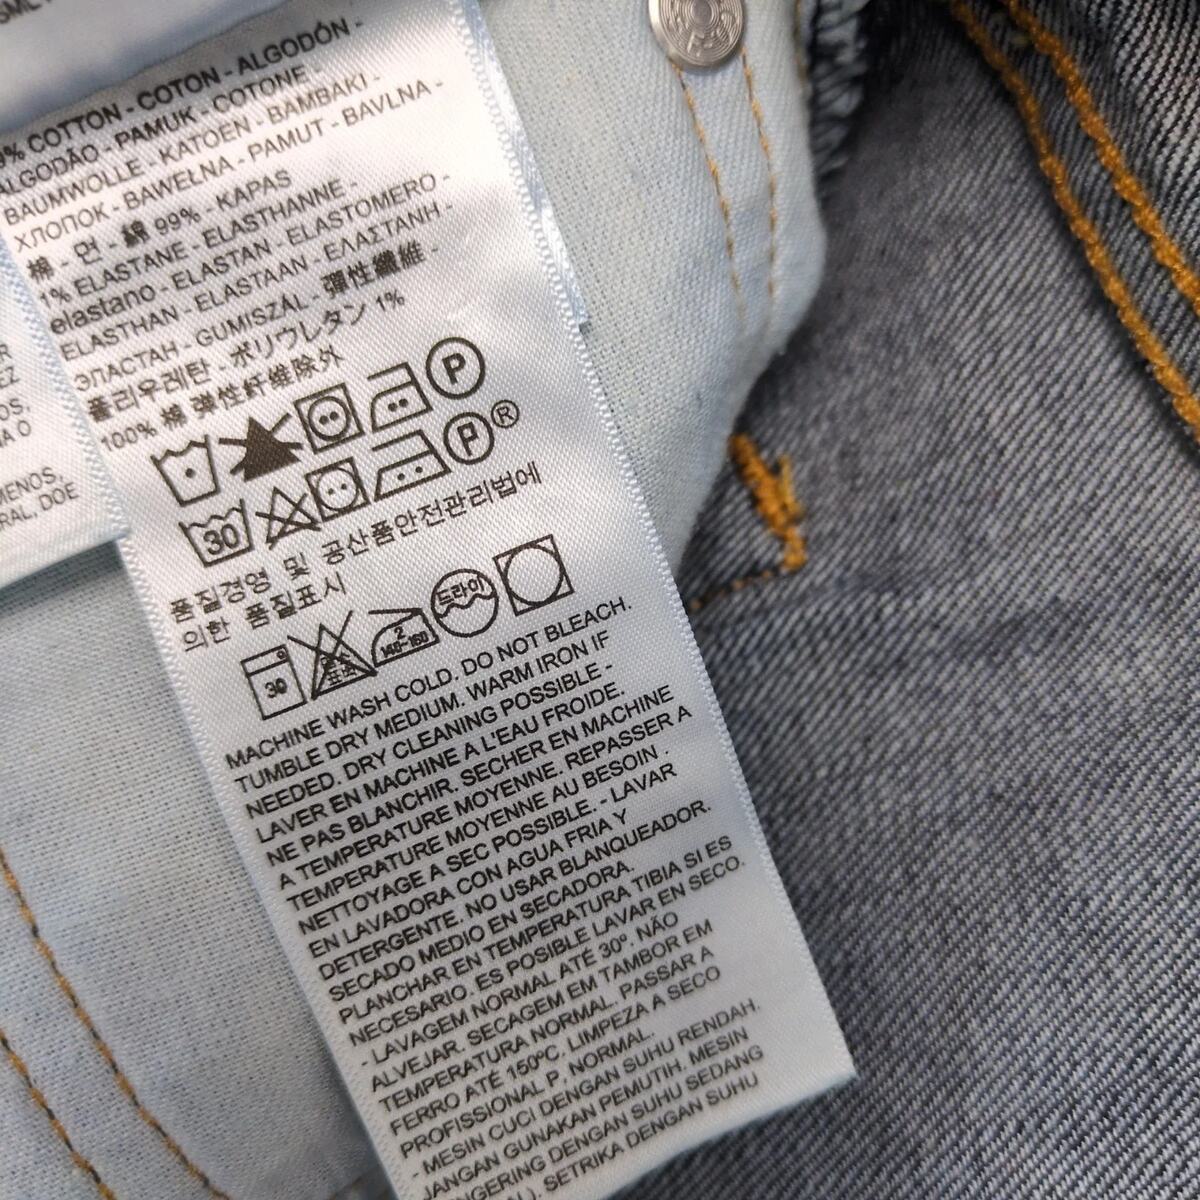 % COTTON - COTON - ALGODÓN -
ALGODÃO - PAMUK - COTONE -
BAUMWOLLE - KATOEN - BAMBAKI -
ХЛОПОК - BAWEŁNA - PAMUT - BAVLNA -
棉 - 면 - 綿 99% - KAPAS
1% ELASTANE - ELASTHANNE -
elastano - ELASTAN - ELASTOMERO -
ELASTHAN - ELASTAAN - ΕΛΑΣΤΑΝΗ -
ЭЛАСТАН - GUMISZÁL - 彈性纖維 -
폴리우레탄 - ポリウレタン 1%
100% 棉 弹性纤维除外
P
30 P ®
품질경영 및 공산품안전관리법에
의한 품질표시
30 2 140~160 드라이
MACHINE WASH COLD. DO NOT BLEACH.
TUMBLE DRY MEDIUM. WARM IRON IF
NEEDED. DRY CLEANING POSSIBLE -
LAVER EN MACHINE A L'EAU FROIDE.
NE PAS BLANCHIR. SECHER EN MACHINE
A TEMPERATURE MOYENNE. REPASSER A
TEMPERATURE MOYENNE AU BESOIN .
NETTOYAGE A SEC POSSIBLE. - LAVAR
EN LAVADORA CON AGUA FRIA Y
DETERGENTE. NO USAR BLANQUEADOR.
SECADO MEDIO EN SECADORA.
PLANCHAR EN TEMPERATURA TIBIA SI ES
NECESARIO. ES POSIBLE LAVAR EN SECO.
- LAVAGEM NORMAL ATÉ 30º. NÃO
ALVEJAR. SECAGEM EM TAMBOR EM
TEMPERATURA NORMAL. PASSAR A
FERRO ATÉ 150ºC. LIMPEZA A SECO
PROFISSIONAL P, NORMAL.
- MESIN CUCI DENGAN SUHU RENDAH.
JANGAN GUNAKAN PEMUTIH. MESIN
ENGERING DENGAN SUHU SEDANG
. SETRIKA DENGAN SUHU
MENOS,
RAL, DOE